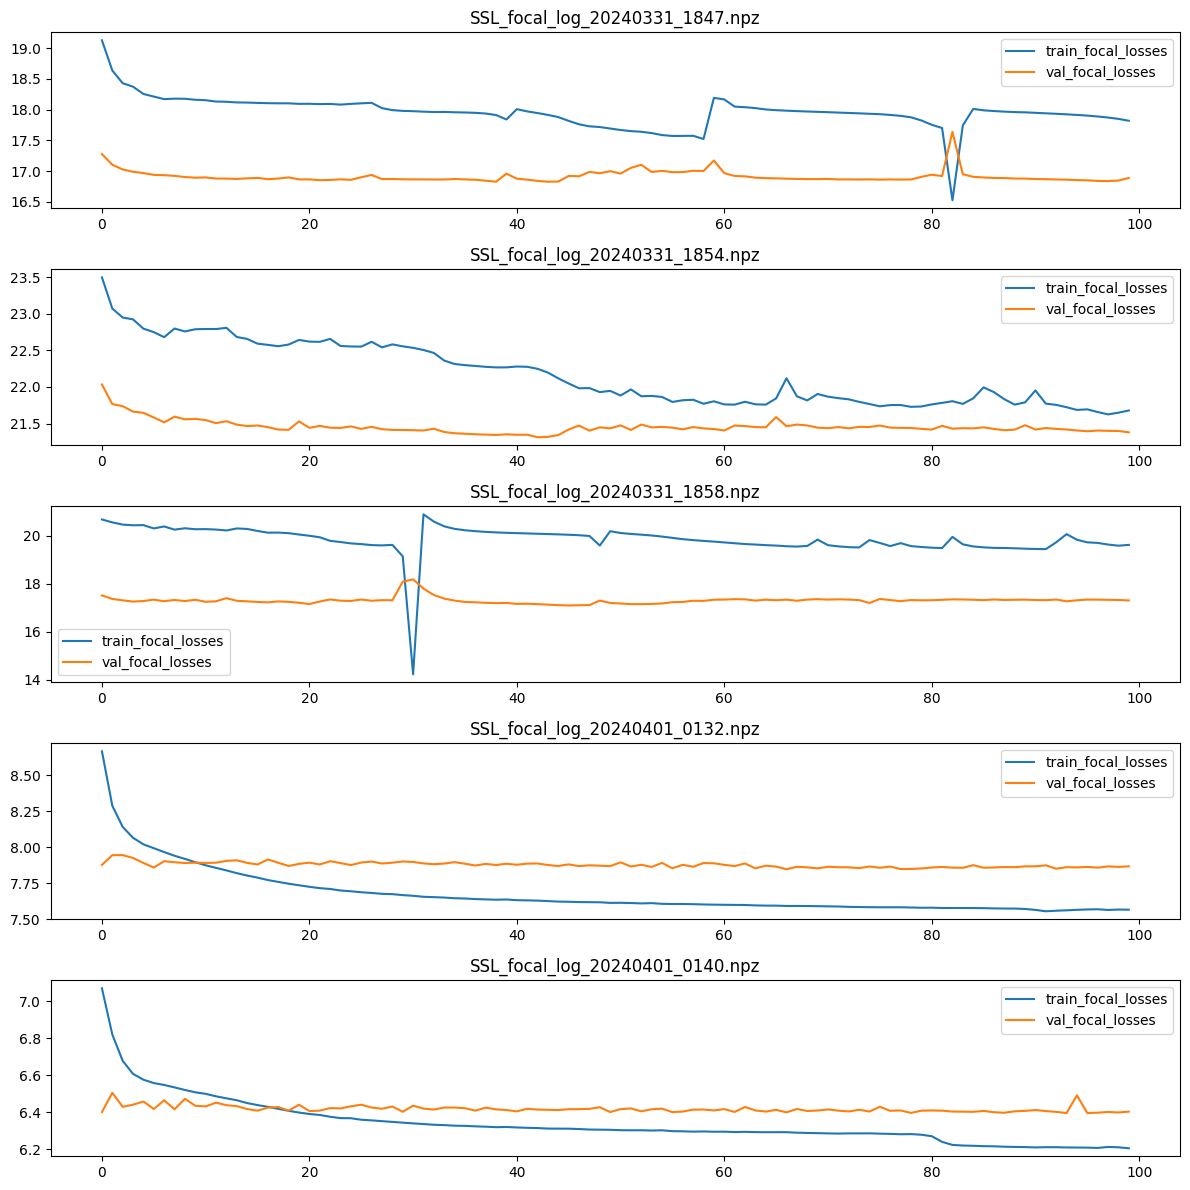 SSL_focal_log_20240331_1847.npz
19.0
18.5
18.0
17.5
17.0
16.5
train_focal_losses
val_focal_losses
0 20 40 60 80 100
SSL_focal_log_20240331_1854.npz
23.5
23.0
22.5
22.0
21.5
train_focal_losses
val_focal_losses
0 20 40 60 80 100
SSL_focal_log_20240331_1858.npz
20
18
16
14
train_focal_losses
val_focal_losses
0 20 40 60 80 100
SSL_focal_log_20240401_0132.npz
8.50
8.25
8.00
7.75
7.50
train_focal_losses
val_focal_losses
0 20 40 60 80 100
SSL_focal_log_20240401_0140.npz
7.0
6.8
6.6
6.4
6.2
train_focal_losses
val_focal_losses
0 20 40 60 80 100